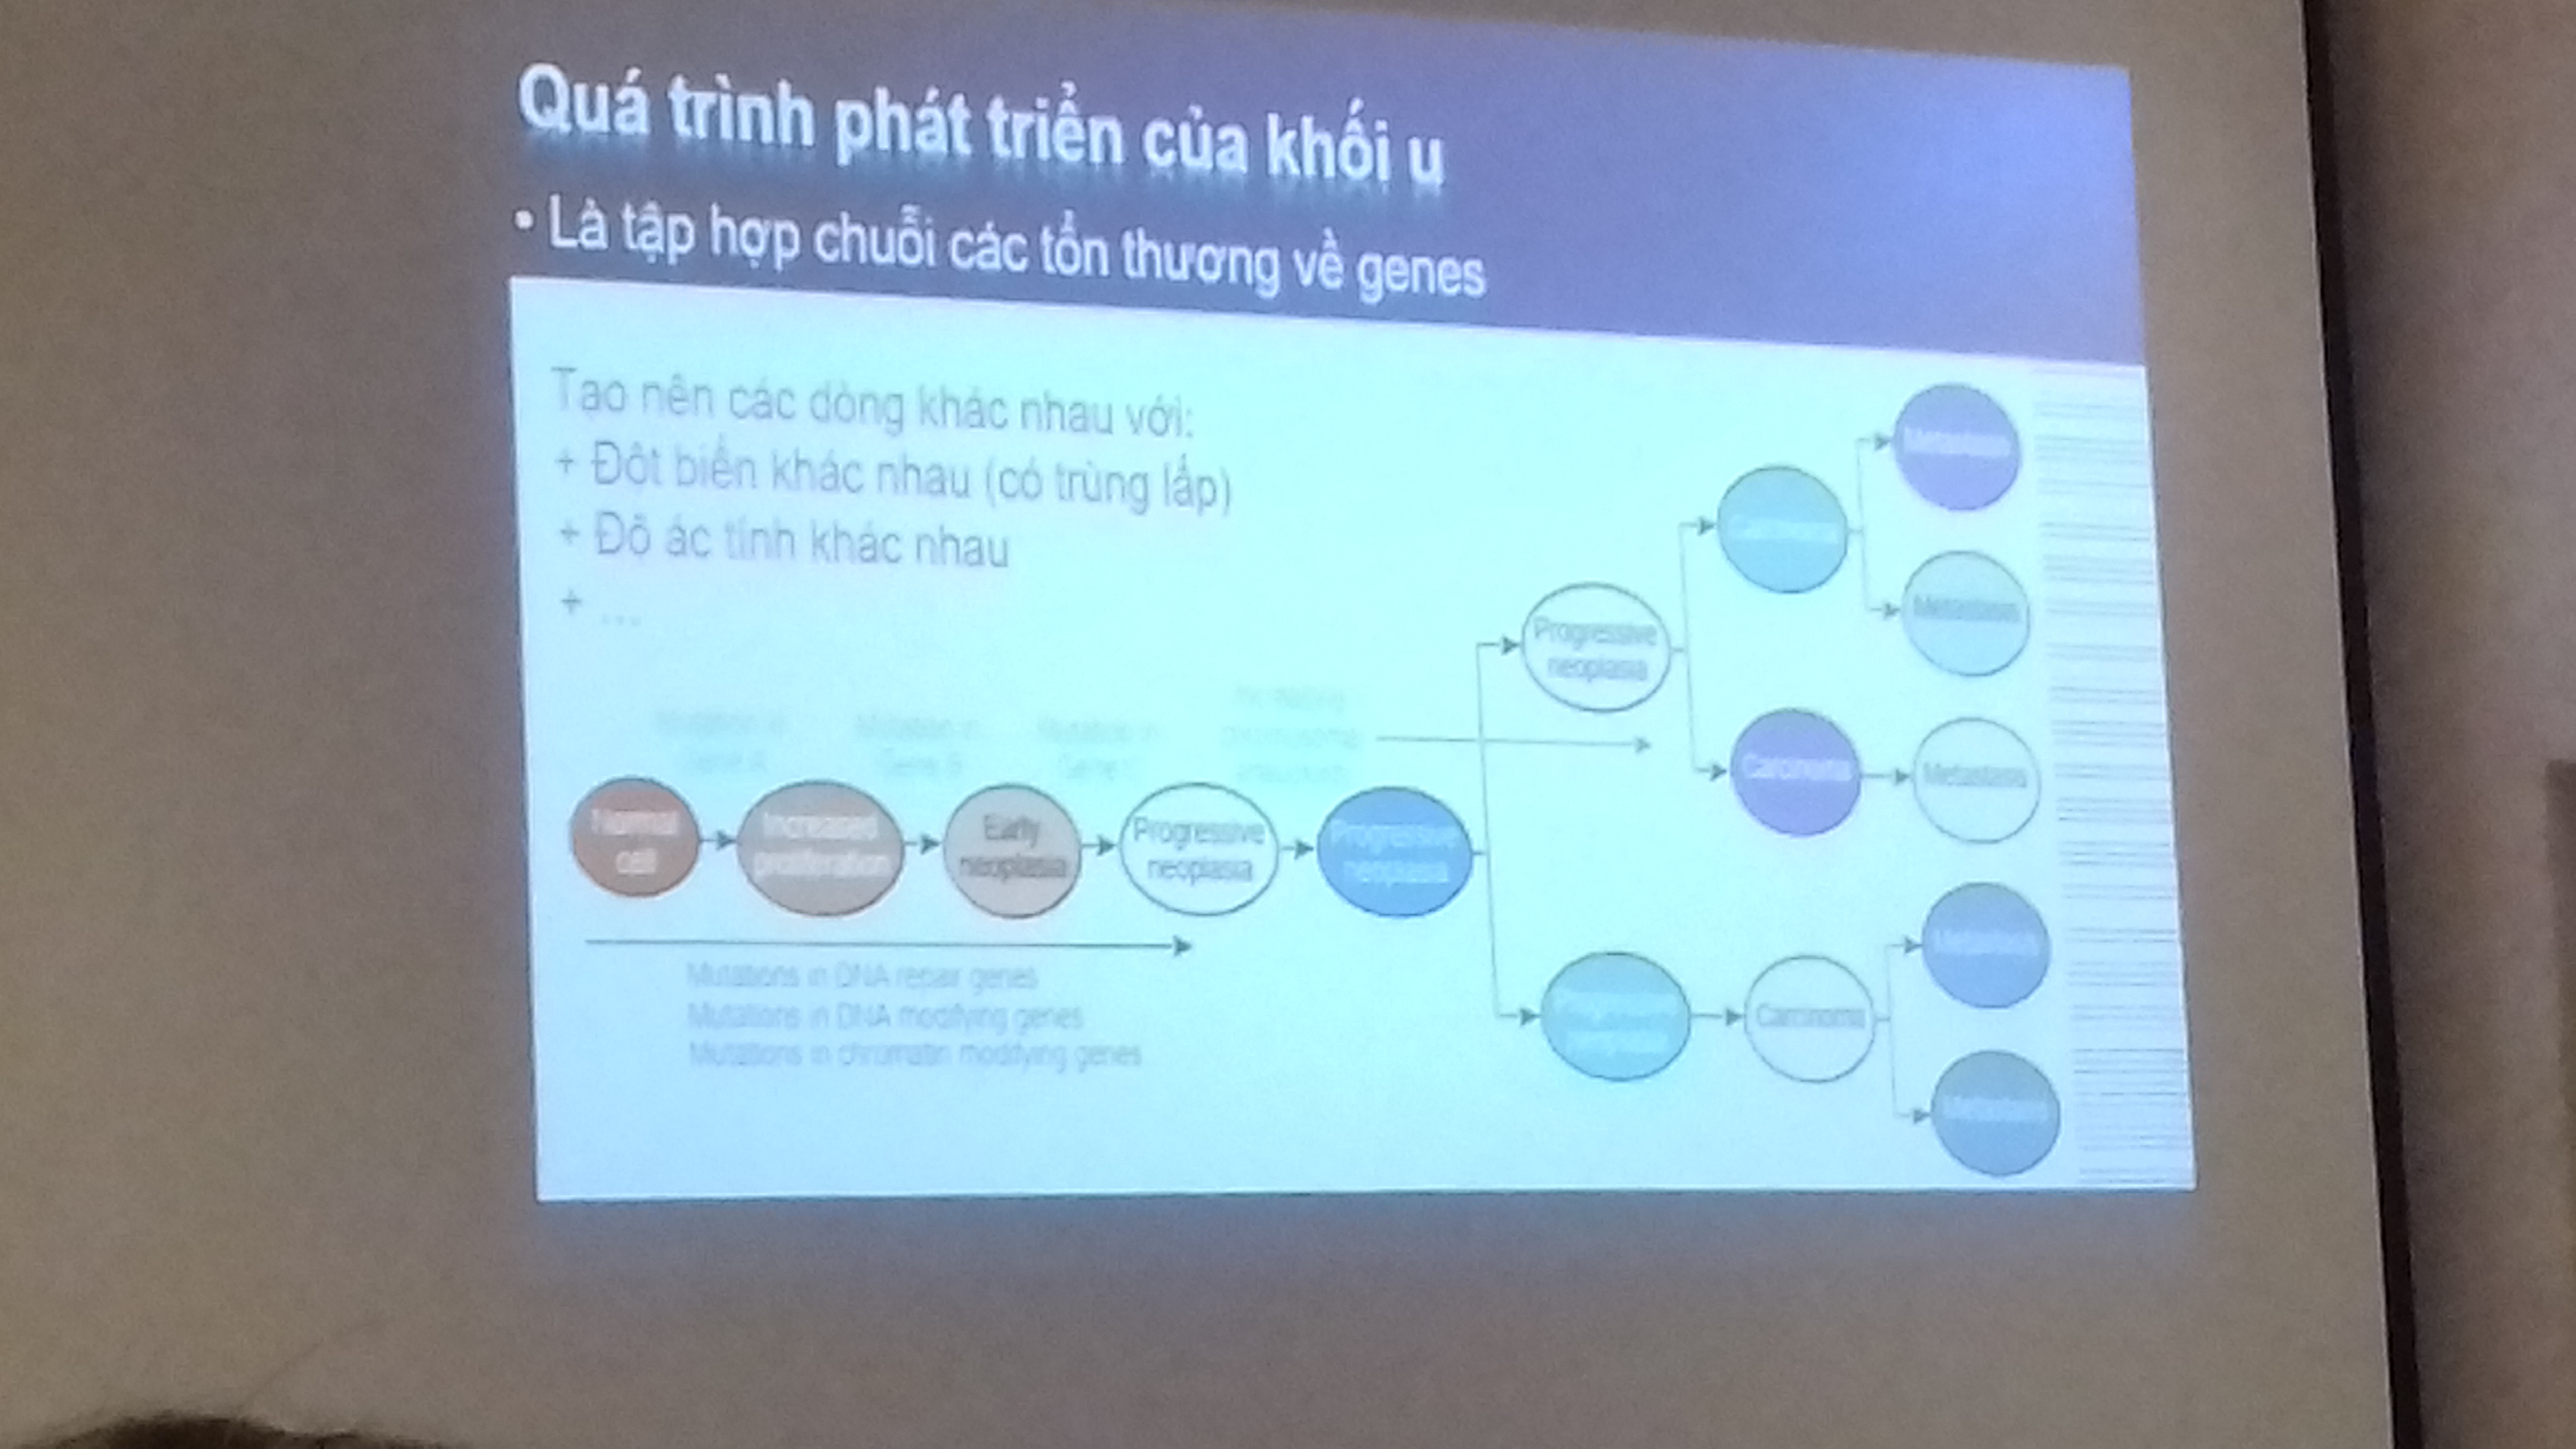 Quá trình phát triển của khối u
• Là tập hợp chuỗi các tổn thương về genes
Tạo nên các dòng khác nhau với:
+ Đột biến khác nhau (có trùng lắp)
+ Độ ác tính khác nhau
+ ...
Mutation in
Gene A
Mutation in
Gene B
Mutation in
Gene C
Normal
cell
Increased
proliferation
Early
neoplasia
Progressive
neoplasia
Progressive
neoplasia
Progressive
neoplasia
Carcinoma
Metastasis
Metastasis
Carcinoma
Metastasis
Carcinoma
Metastasis
Metastasis
Mutations in DNA repair genes
Mutations in DNA modifying genes
Mutations in chromatin modifying genes